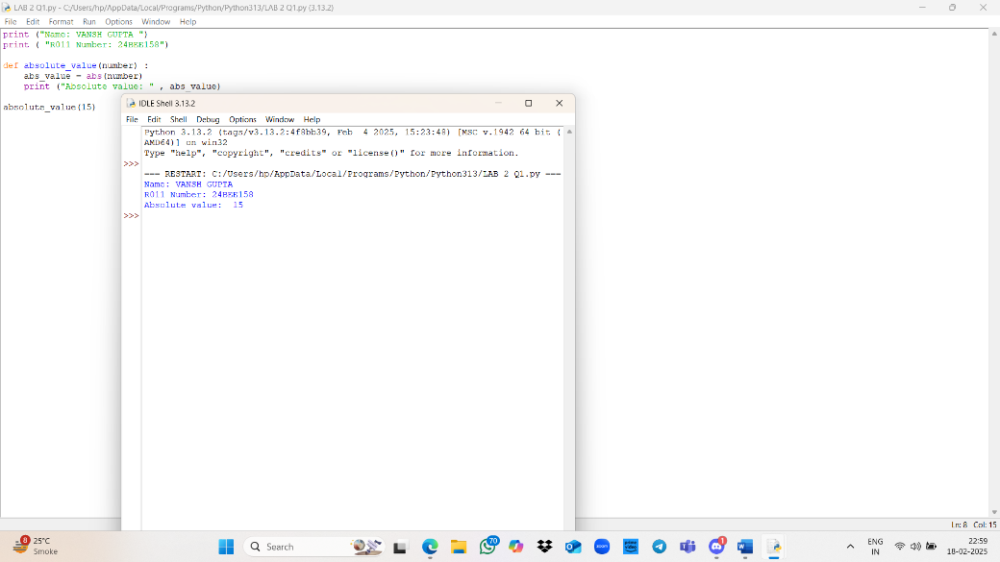 LAB 2 Q1.py - C:/Users/hp/AppData/Local/Programs/Python/Python313/LAB 2 Q1.py (3.13.2)
File Edit Format Run Options Window Help
print ("Name: VANSH GUPTA ")
print ( "R011 Number: 24BEE158")
def absolute_value(number) :
abs_value = abs(number)
print ("Absolute value: " , abs_value)
absolute_value(15)
IDLE Shell 3.13.2
File Edit Shell Debug Options Window Help
Python 3.13.2 (tags/v3.13.2:4f8bb39, Feb  4 2025, 15:23:48) [MSC v.1942 64 bit (
AMD64)] on win32
Type "help", "copyright", "credits" or "license()" for more information.
>>>
=== RESTART: C:/Users/hp/AppData/Local/Programs/Python/Python313/LAB 2 Q1.py ===
Name: VANSH GUPTA
R011 Number: 24BEE158
Absolute value:  15
>>>
Ln: 8 Col: 15
8
25°C
Smoke
Search
70
zoom
prime video
1
ENG
IN
22:59
18-02-2025